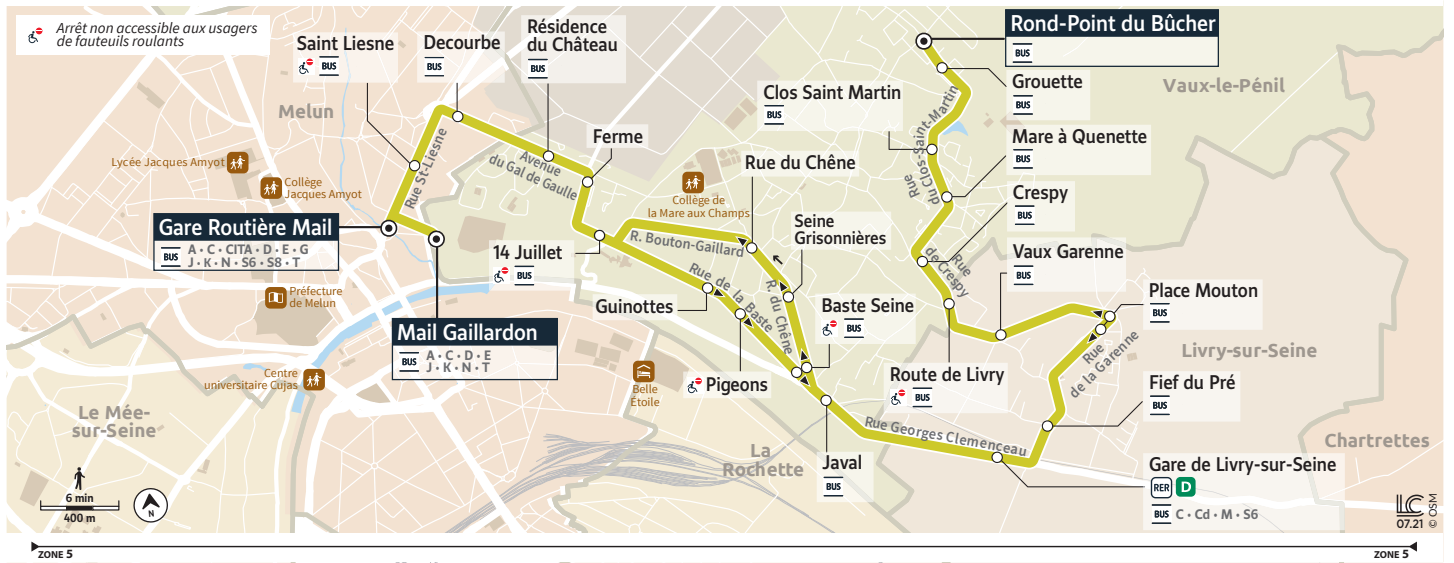 Arrêt non accessible aux usagers
de fauteuils roulants
Saint Liesne
BUS
Decourbe
BUS
Résidence
du Château
BUS
Rond-Point du Bûcher
BUS
Grouette
BUS
Vaux-le-Pénil
Clos Saint Martin
BUS
Melun
Ferme
Mare à Quenette
BUS
Lycée Jacques Amyot
Collège
Jacques Amyot
Rue St-Liesne
Avenue
du Gal de Gaulle
Rue du Chêne
Collège de
la Mare aux Champs
Rue
du Clos-Saint-Martin
Crespy
BUS
Gare Routière Mail
BUS A • C • CITA • D • E • G
J • K • N • S6 • S8 • T
14 Juillet
BUS
R. Bouton-Gaillard
Seine
Grisonnières
Rue
de Crespy
Vaux Garenne
BUS
Préfecture
de Melun
Guinottes
Rue de la Baste
R. du Chêne
Baste Seine
BUS
Place Mouton
BUS
Mail Gaillardon
BUS A • C • D • E
J • K • N • T
Rue
de la Garenne
Livry-sur-Seine
Centre
universitaire Cujas
Belle
Étoile
Pigeons
Route de Livry
BUS
Fief du Pré
BUS
Le Mée-
sur-Seine
Rue Georges Clemenceau
La
Rochette
Javal
BUS
Chartrettes
Gare de Livry-sur-Seine
RER D
BUS C • Cd • M • S6
6 min
400 m
N
LC
07.21 © OSM
ZONE 5
ZONE 5